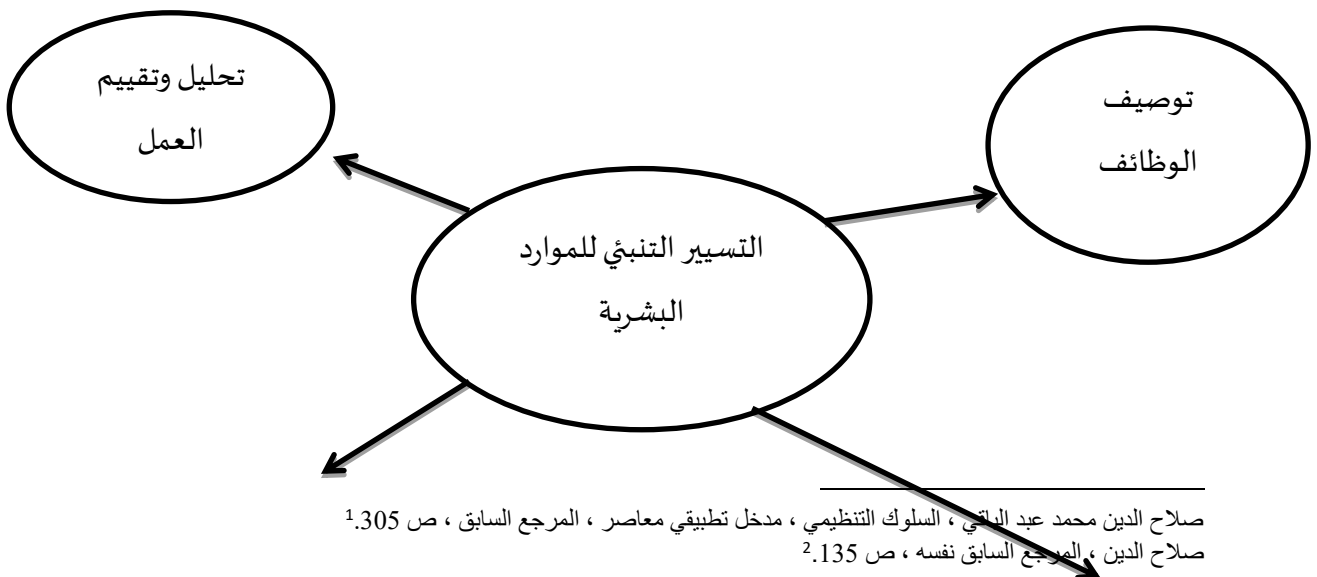 توصيف
الوظائف
تحليل وتقييم
العمل
التسيير التنبئي للموارد
البشرية
صلاح الدين محمد عبد الباقي ، السلوك التنظيمي ، مدخل تطبيقي معاصر ، المرجع السابق ، ص 305.¹
صلاح الدين ، المرجع السابق نفسه ، ص 135.²